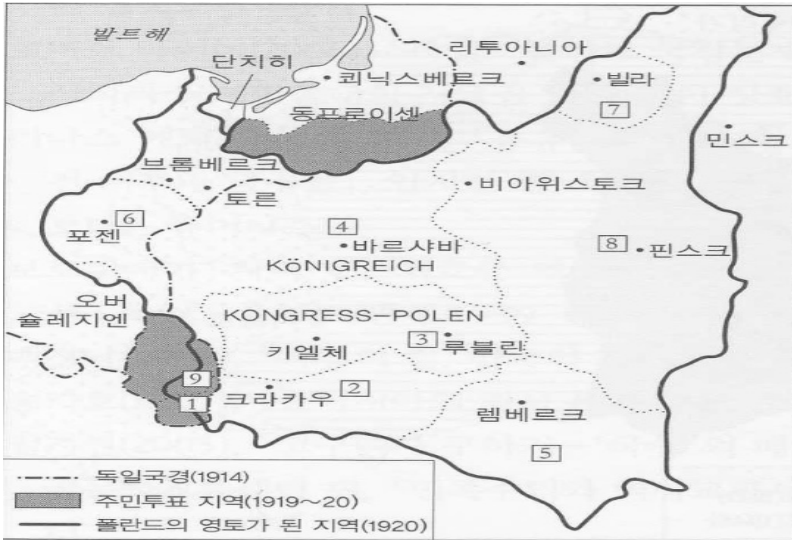 발트해
단치히
리투아니아
쾨닉스베르크
빌라
7
동프로이센
민스크
브롬베르크
토른
비아위스토크
6
포젠
4
바르샤바
8
핀스크
KöNIGREICH
오버
슐레지엔
KONGRESS-POLEN
3
키엘체
루블린
9
2
1
크라카우
렘베르크
5
독일국경(1914)
주민투표 지역(1919~20)
폴란드의 영토가 된 지역(1920)